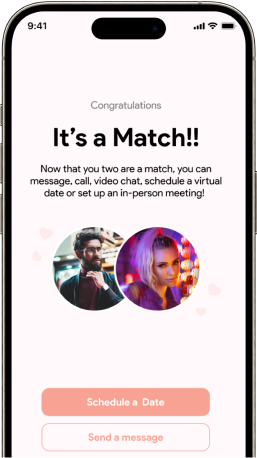 9:41
Congratulations
It's a Match!!
Now that you two are a match, you can
message, call, video chat, schedule a virtual
date or set up an in-person meeting!
Schedule a Date
Send a message